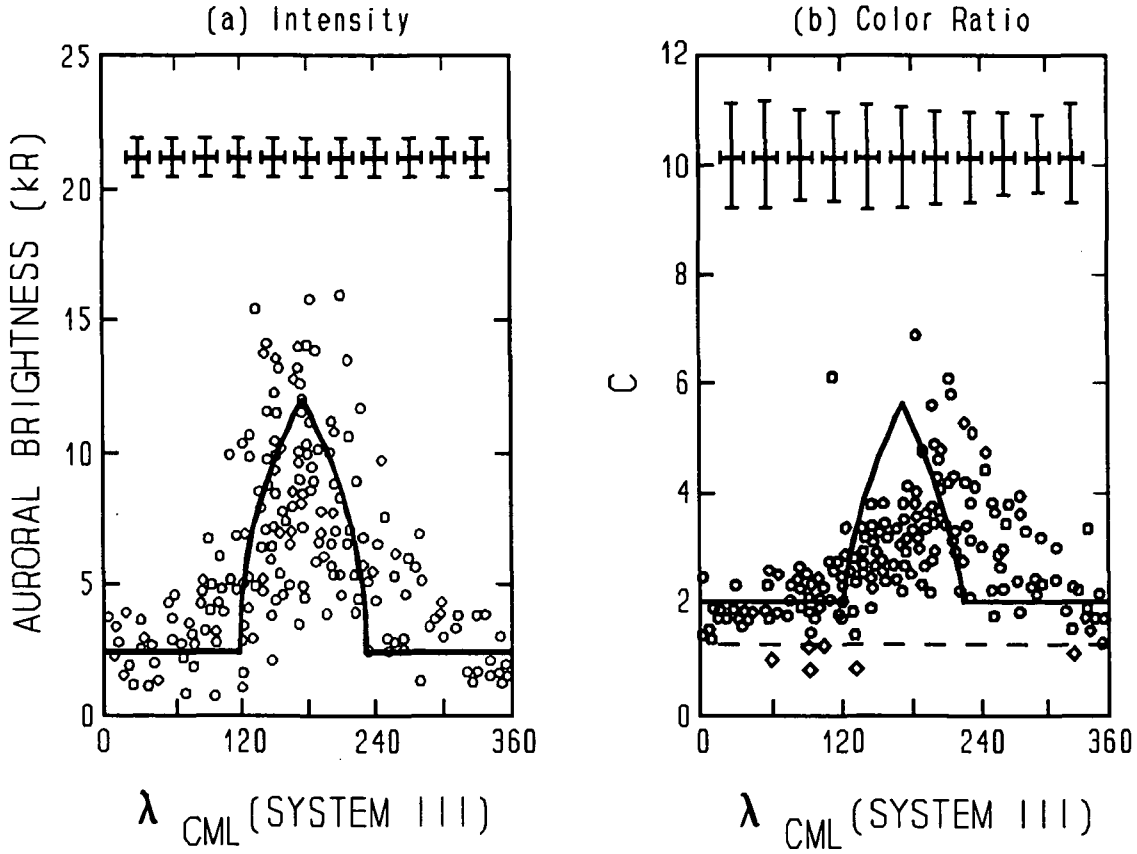 (a) Intensity
AURORAL BRIGHTNESS (kR)
25
20
15
10
5
0
0 120 240 360
λ CML (SYSTEM III)
(b) Color Ratio
C
12
10
8
6
4
2
0
0 120 240 360
λ CML (SYSTEM III)